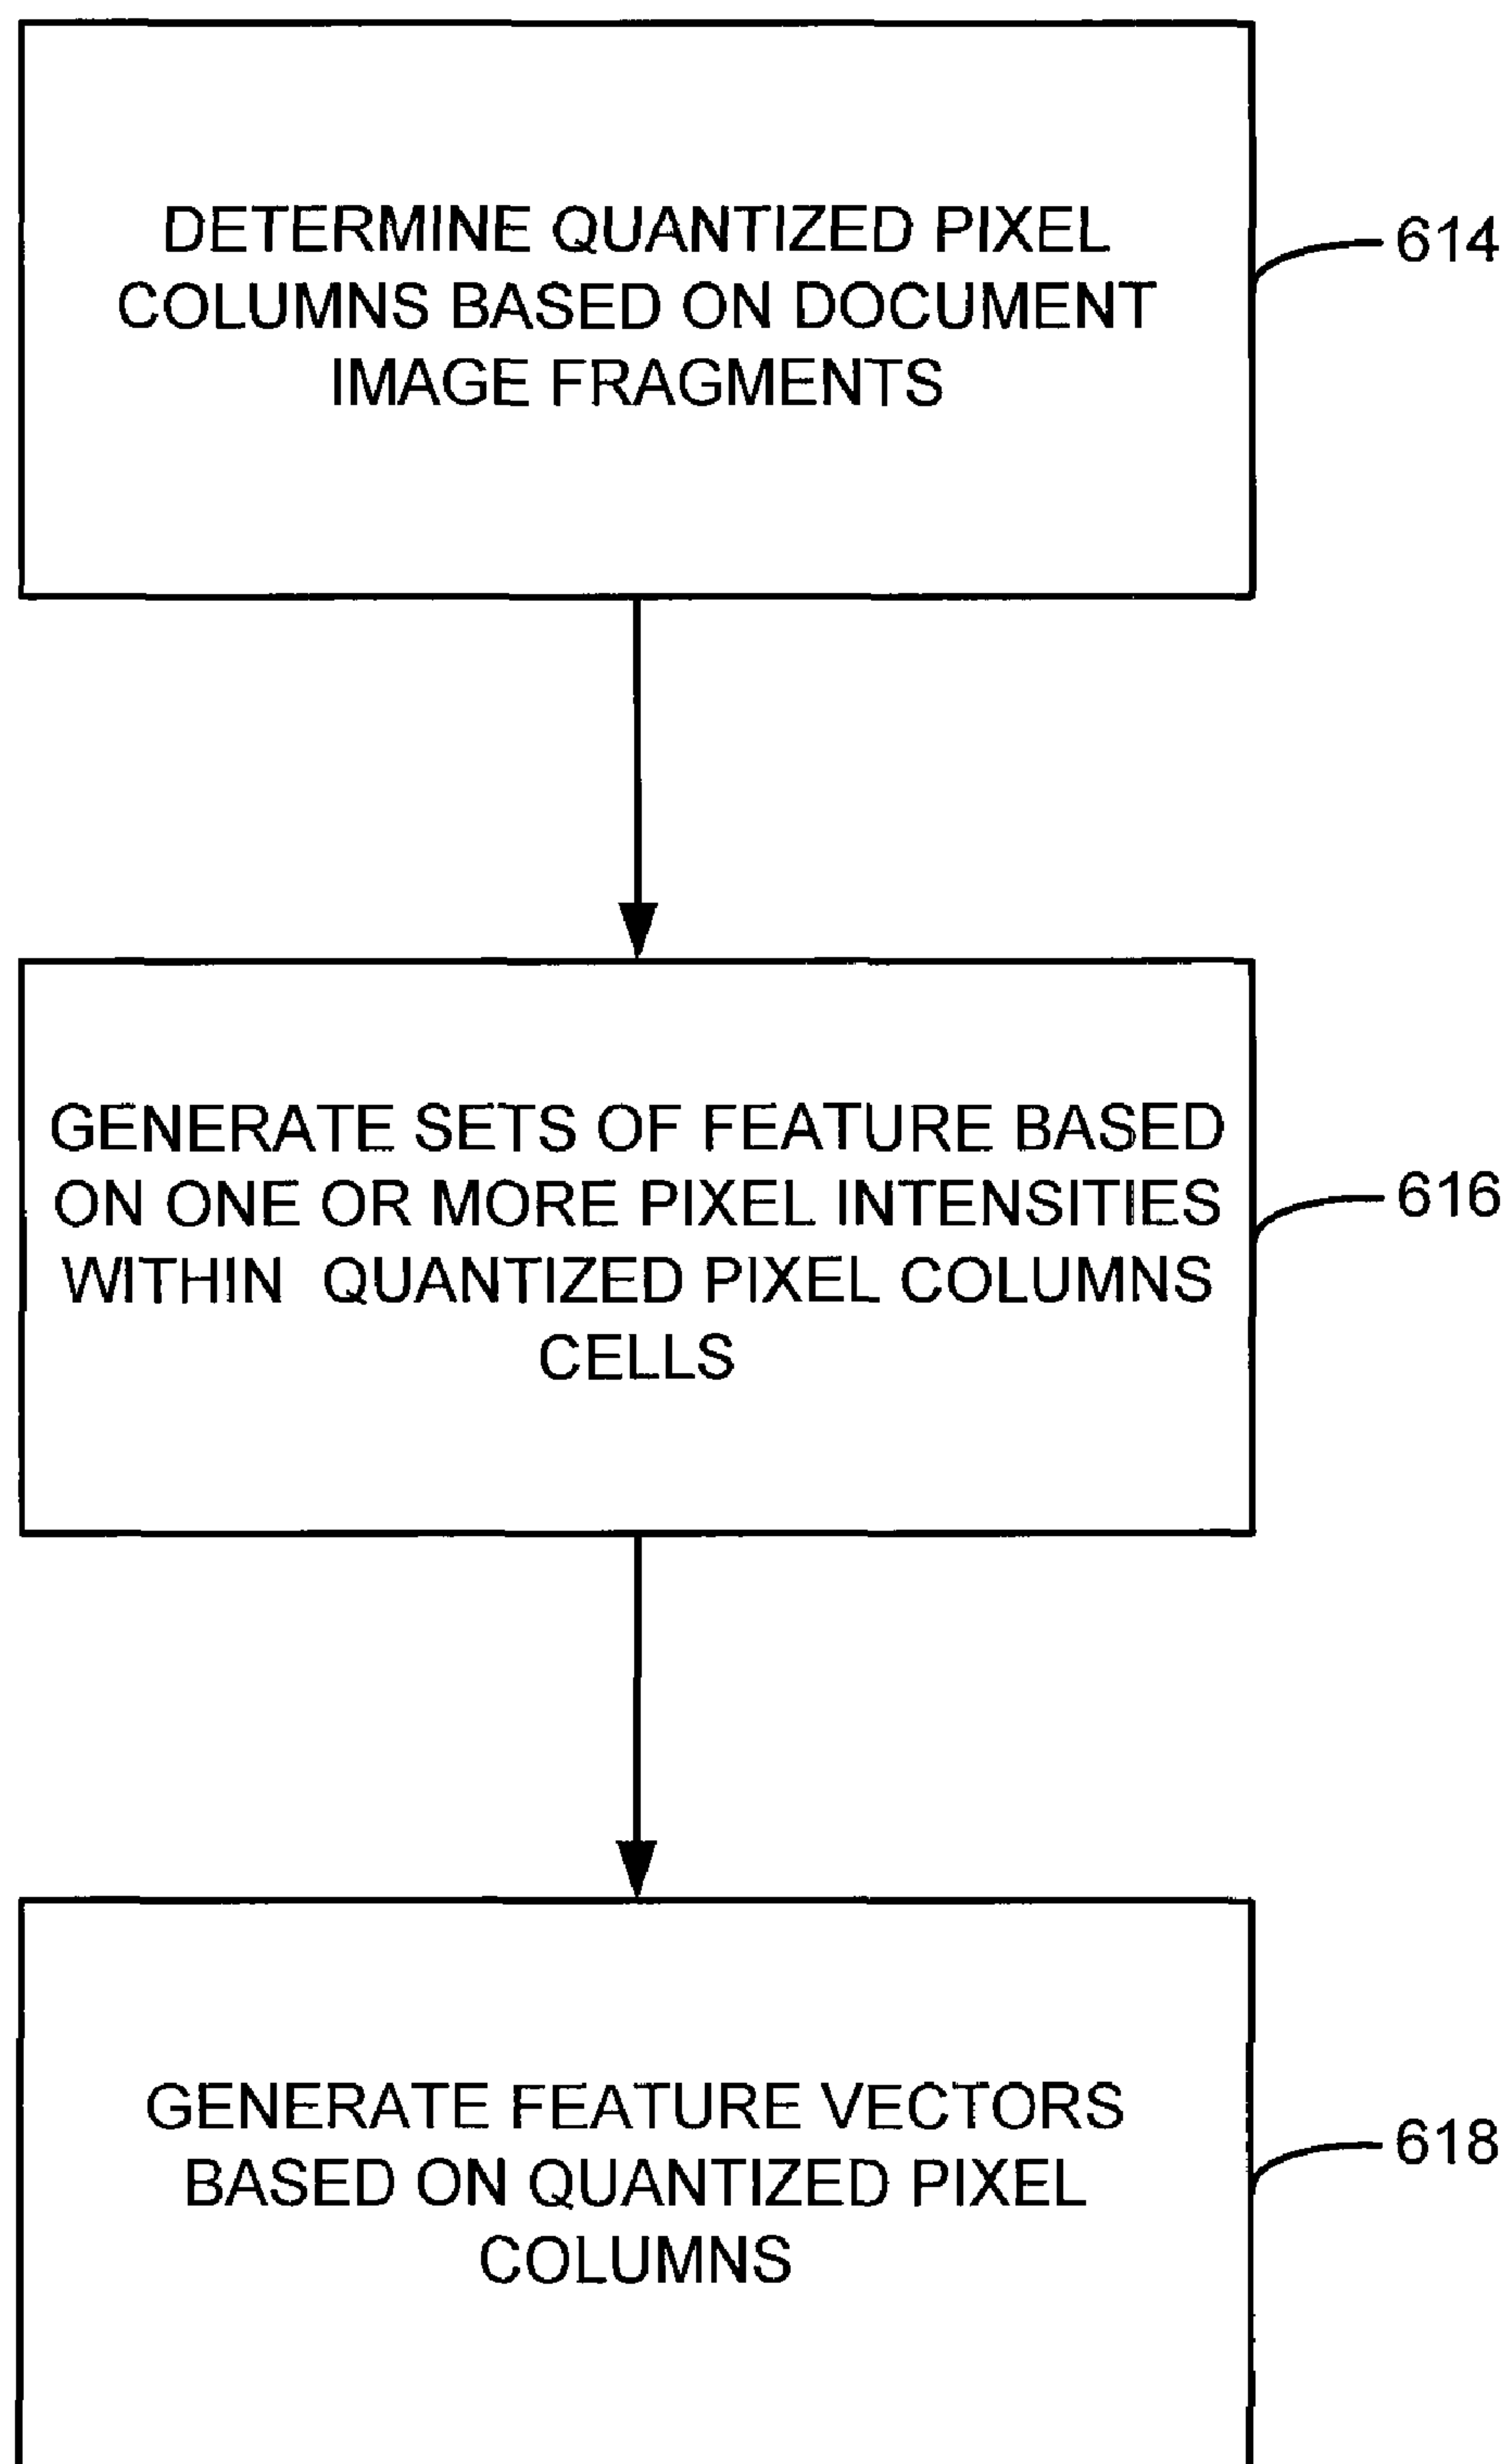 DETERMINE QUANTIZED PIXEL
COLUMNS BASED ON DOCUMENT
IMAGE FRAGMENTS
614
GENERATE SETS OF FEATURE BASED
ON ONE OR MORE PIXEL INTENSITIES
WITHIN QUANTIZED PIXEL COLUMNS
CELLS
616
GENERATE FEATURE VECTORS
BASED ON QUANTIZED PIXEL
COLUMNS
618